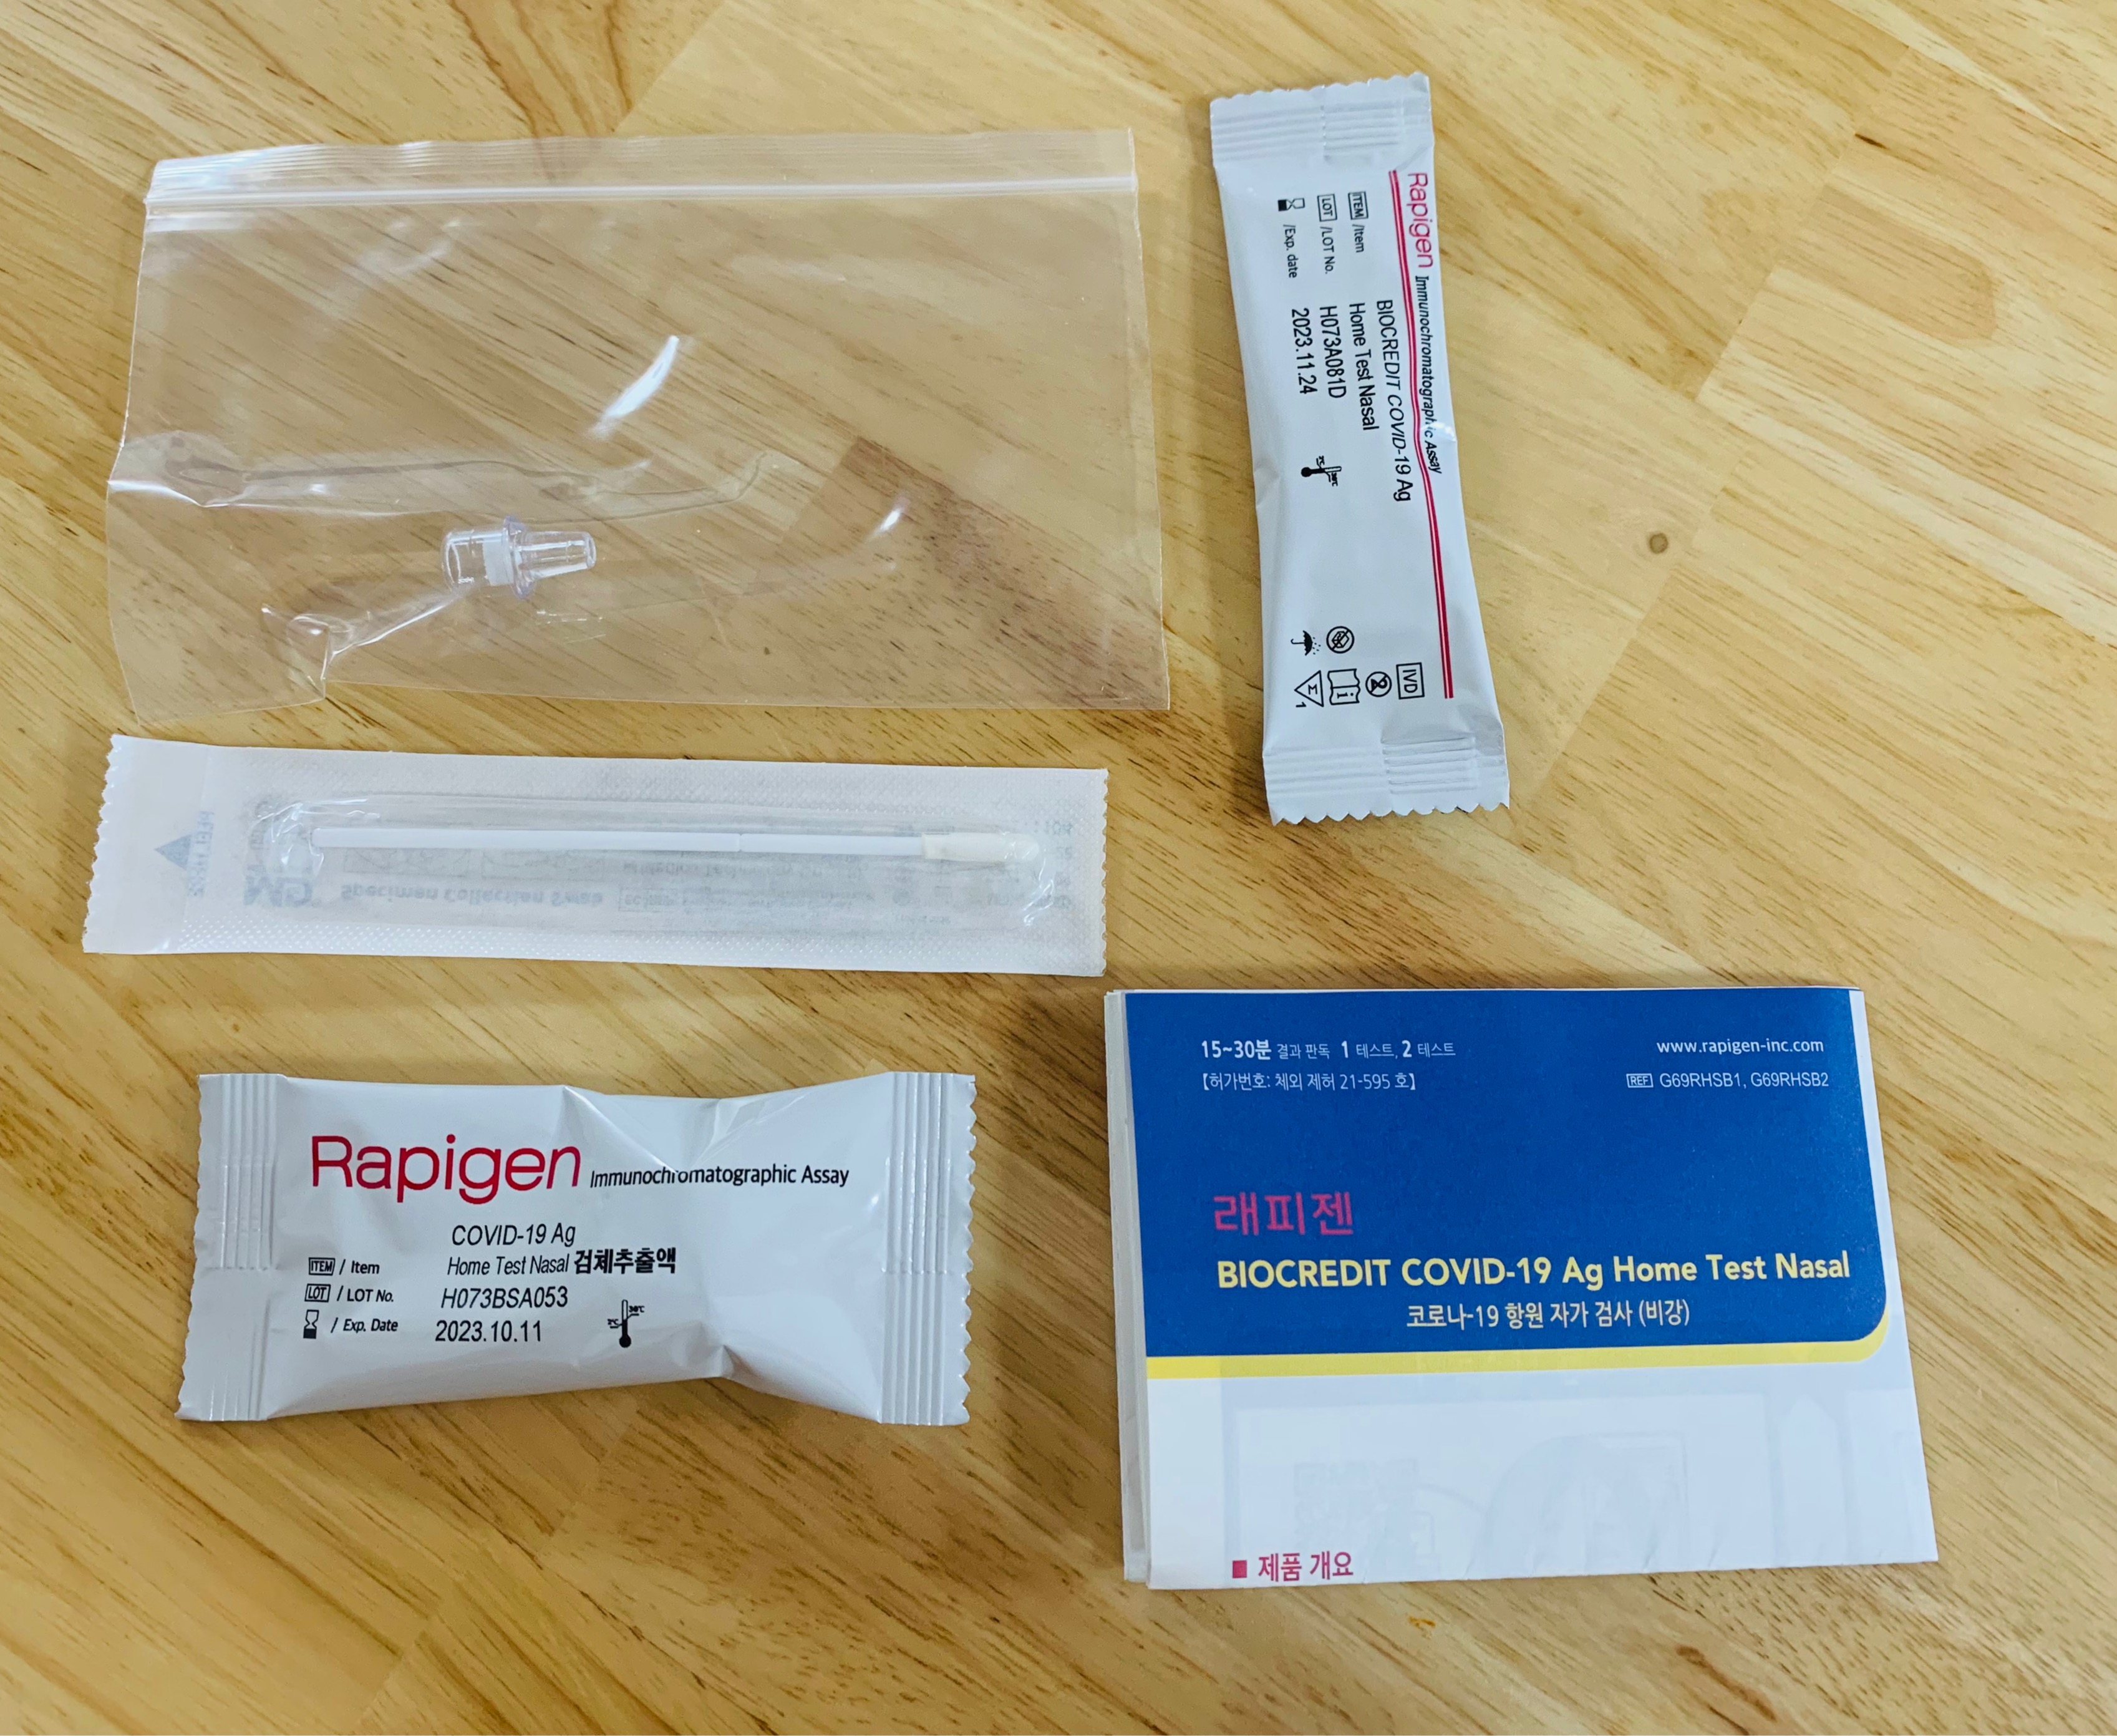 Rapigen Immunochromatographic Assay
BIOCREDIT COVID-19 Ag
ITEM /Item Home Test Nasal
LOT /LOT No. H073A081D
/Exp. date 2023.11.24
2
IVD
1
Specimen Collection Swab
Rapigen Immunochromatographic Assay
COVID-19 Ag
ITEM / Item Home Test Nasal 검체추출액
LOT / LOT No. H073BSA053
/ Exp. Date 2023.10.11
15~30분 결과 판독 1 테스트, 2 테스트
【허가번호: 체외 제허 21-595 호】
www.rapigen-inc.com
REF G69RHSB1, G69RHSB2
래피젠
BIOCREDIT COVID-19 Ag Home Test Nasal
코로나-19 항원 자가 검사 (비강)
■ 제품 개요